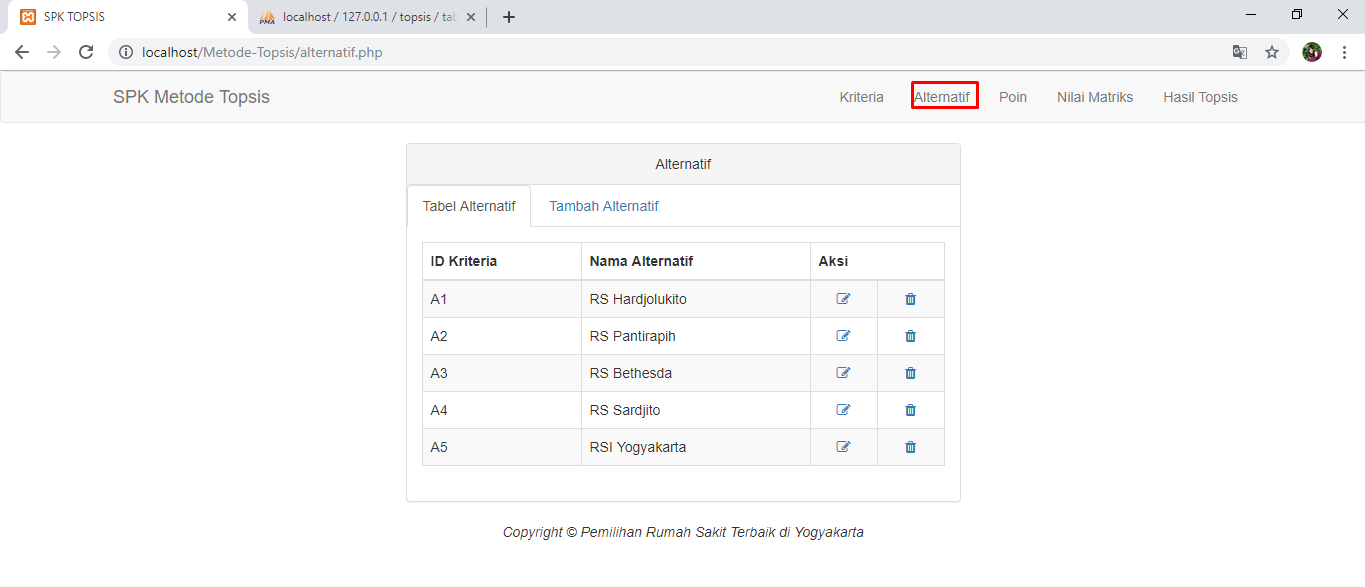 SPK TOPSIS
PMA localhost / 127.0.0.1 / topsis / tab
localhost/Metode-Topsis/alternatif.php
SPK Metode Topsis Kriteria Alternatif Poin Nilai Matriks Hasil Topsis
Alternatif
Tabel Alternatif Tambah Alternatif
ID Kriteria Nama Alternatif Aksi
A1 RS Hardjolukito
A2 RS Pantirapih
A3 RS Bethesda
A4 RS Sardjito
A5 RSI Yogyakarta
Copyright © Pemilihan Rumah Sakit Terbaik di Yogyakarta